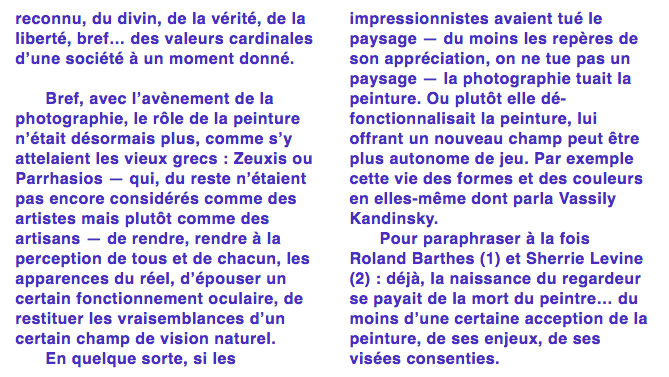 reconnu, du divin, de la vérité, de la
liberté, bref... des valeurs cardinales
d'une société à un moment donné.
Bref, avec l'avènement de la
photographie, le rôle de la peinture
n'était désormais plus, comme s'y
attelaient les vieux grecs : Zeuxis ou
Parrhasios — qui, du reste n'étaient
pas encore considérés comme des
artistes mais plutôt comme des
artisans — de rendre, rendre à la
perception de tous et de chacun, les
apparences du réel, d'épouser un
certain fonctionnement oculaire, de
restituer les vraisemblances d'un
certain champ de vision naturel.
En quelque sorte, si les
impressionnistes avaient tué le
paysage — du moins les repères de
son appréciation, on ne tue pas un
paysage — la photographie tuait la
peinture. Ou plutôt elle dé-
fonctionnalisait la peinture, lui
offrant un nouveau champ peut être
plus autonome de jeu. Par exemple
cette vie des formes et des couleurs
en elles-même dont parla Vassily
Kandinsky.
Pour paraphraser à la fois
Roland Barthes (1) et Sherrie Levine
(2) : déjà, la naissance du regardeur
se payait de la mort du peintre... du
moins d'une certaine acception de la
peinture, de ses enjeux, de ses
visées consenties.